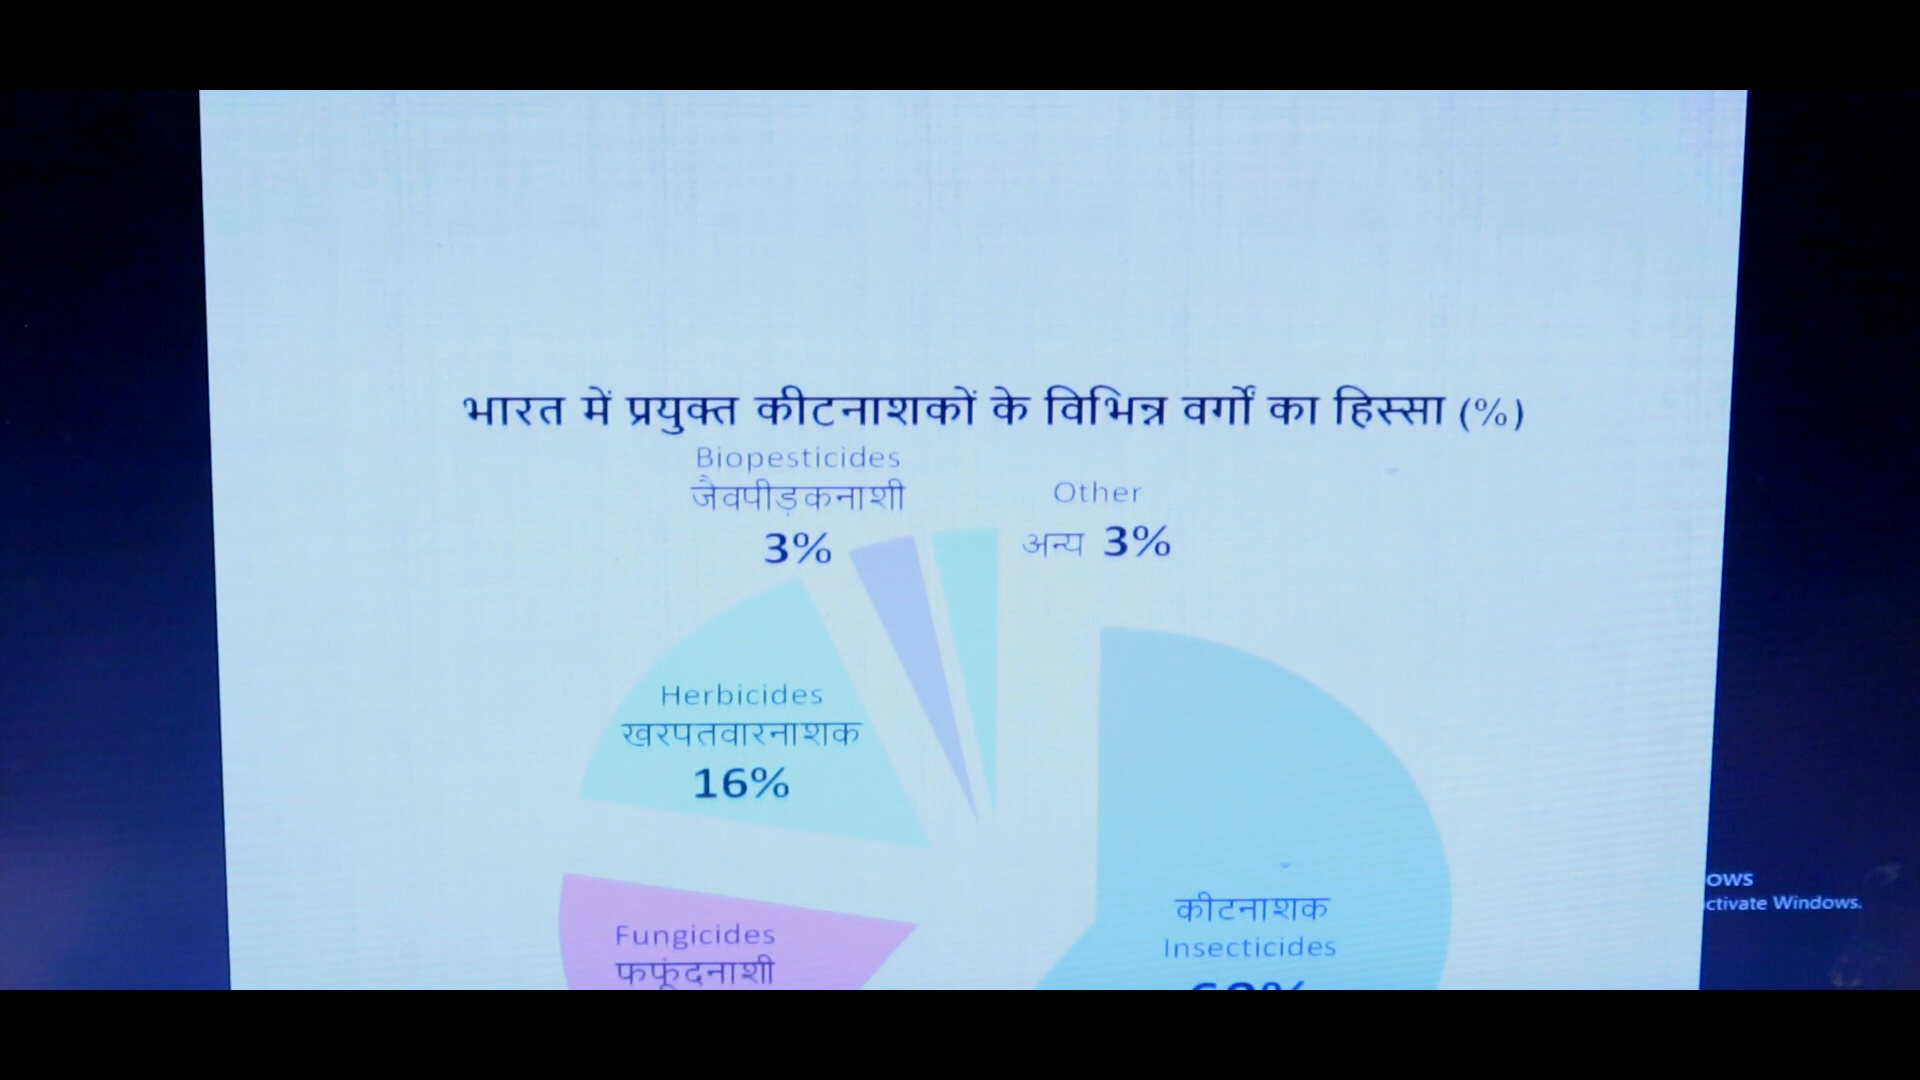 भारत में प्रयुक्त कीटनाशकों के विभिन्न वर्गों का हिस्सा (%)
Biopesticides
जैवपीड़कनाशी
3%
Other
अन्य 3%
Herbicides
खरपतवारनाशक
16%
कीटनाशक
Insecticides
Fungicides
फफूंदनाशी
ows
ctivate Windows.